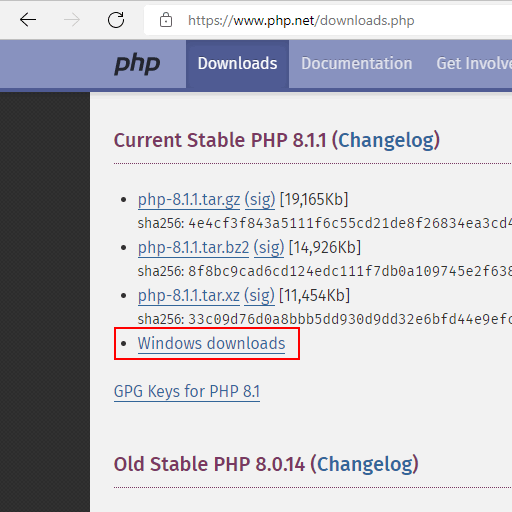 https://www.php.net/downloads.php
php Downloads Documentation Get Involve
Current Stable PHP 8.1.1 (Changelog)
php-8.1.1.tar.gz (sig) [19,165Kb]
sha256: 4e4cf3f843a5111f6c55cd21de8f26834ea3cd4
php-8.1.1.tar.bz2 (sig) [14,926Kb]
sha256: 8f8bc9cad6cd124edc111f7db0a109745e2f638
php-8.1.1.tar.xz (sig) [11,454Kb]
sha256: 33c09d76d0a8bbb5dd930d9dd32e6bfd44e9efc
Windows downloads
GPG Keys for PHP 8.1
Old Stable PHP 8.0.14 (Changelog)